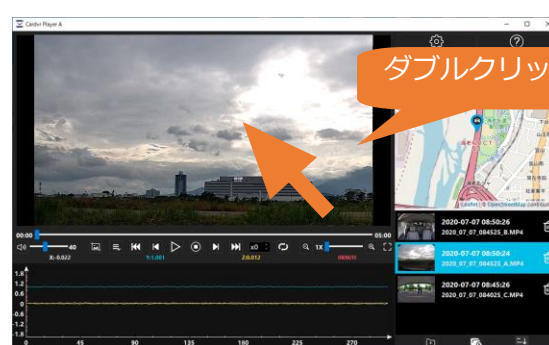 Cardvr Player A
ダブルクリッ
Leaflet | © OpenStreetMap
00:00
05:00
40
x0
1X
X:-0.022
Y:1.001
Z:0.012
1.8
1.2
0.6
0
-0.6
-1.2
-1.8
0
45
90
135
180
225
270
2020-07-07 08:50:26
2020_07_07_084525_B.MP4
2020-07-07 08:50:24
2020_07_07_084525_A.MP4
2020-07-07 08:45:26
2020_07_07_084025_C.MP4